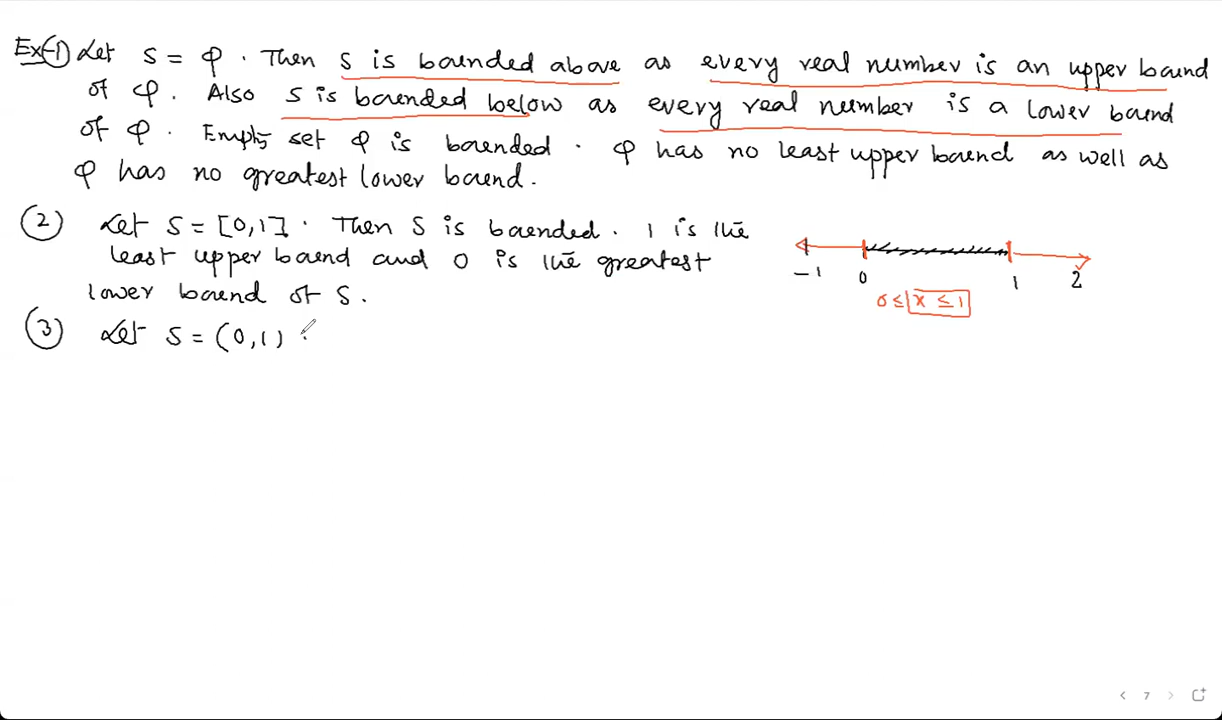 Ex-1) Let S = φ. Then S is bounded above as every real number is an upper bound
of φ. Also S is bounded below as every real number is a lower bound
of φ. Empty set φ is bounded. φ has no least upper bound as well as
φ has no greatest lower bound.
(2) Let S = [0,1]. Then S is bounded. 1 is the
least upper bound and 0 is the greatest
lower bound of S.
-1 0 1 2
0 ≤ x ≤ 1
(3) Let S = (0,1).
< 7 >